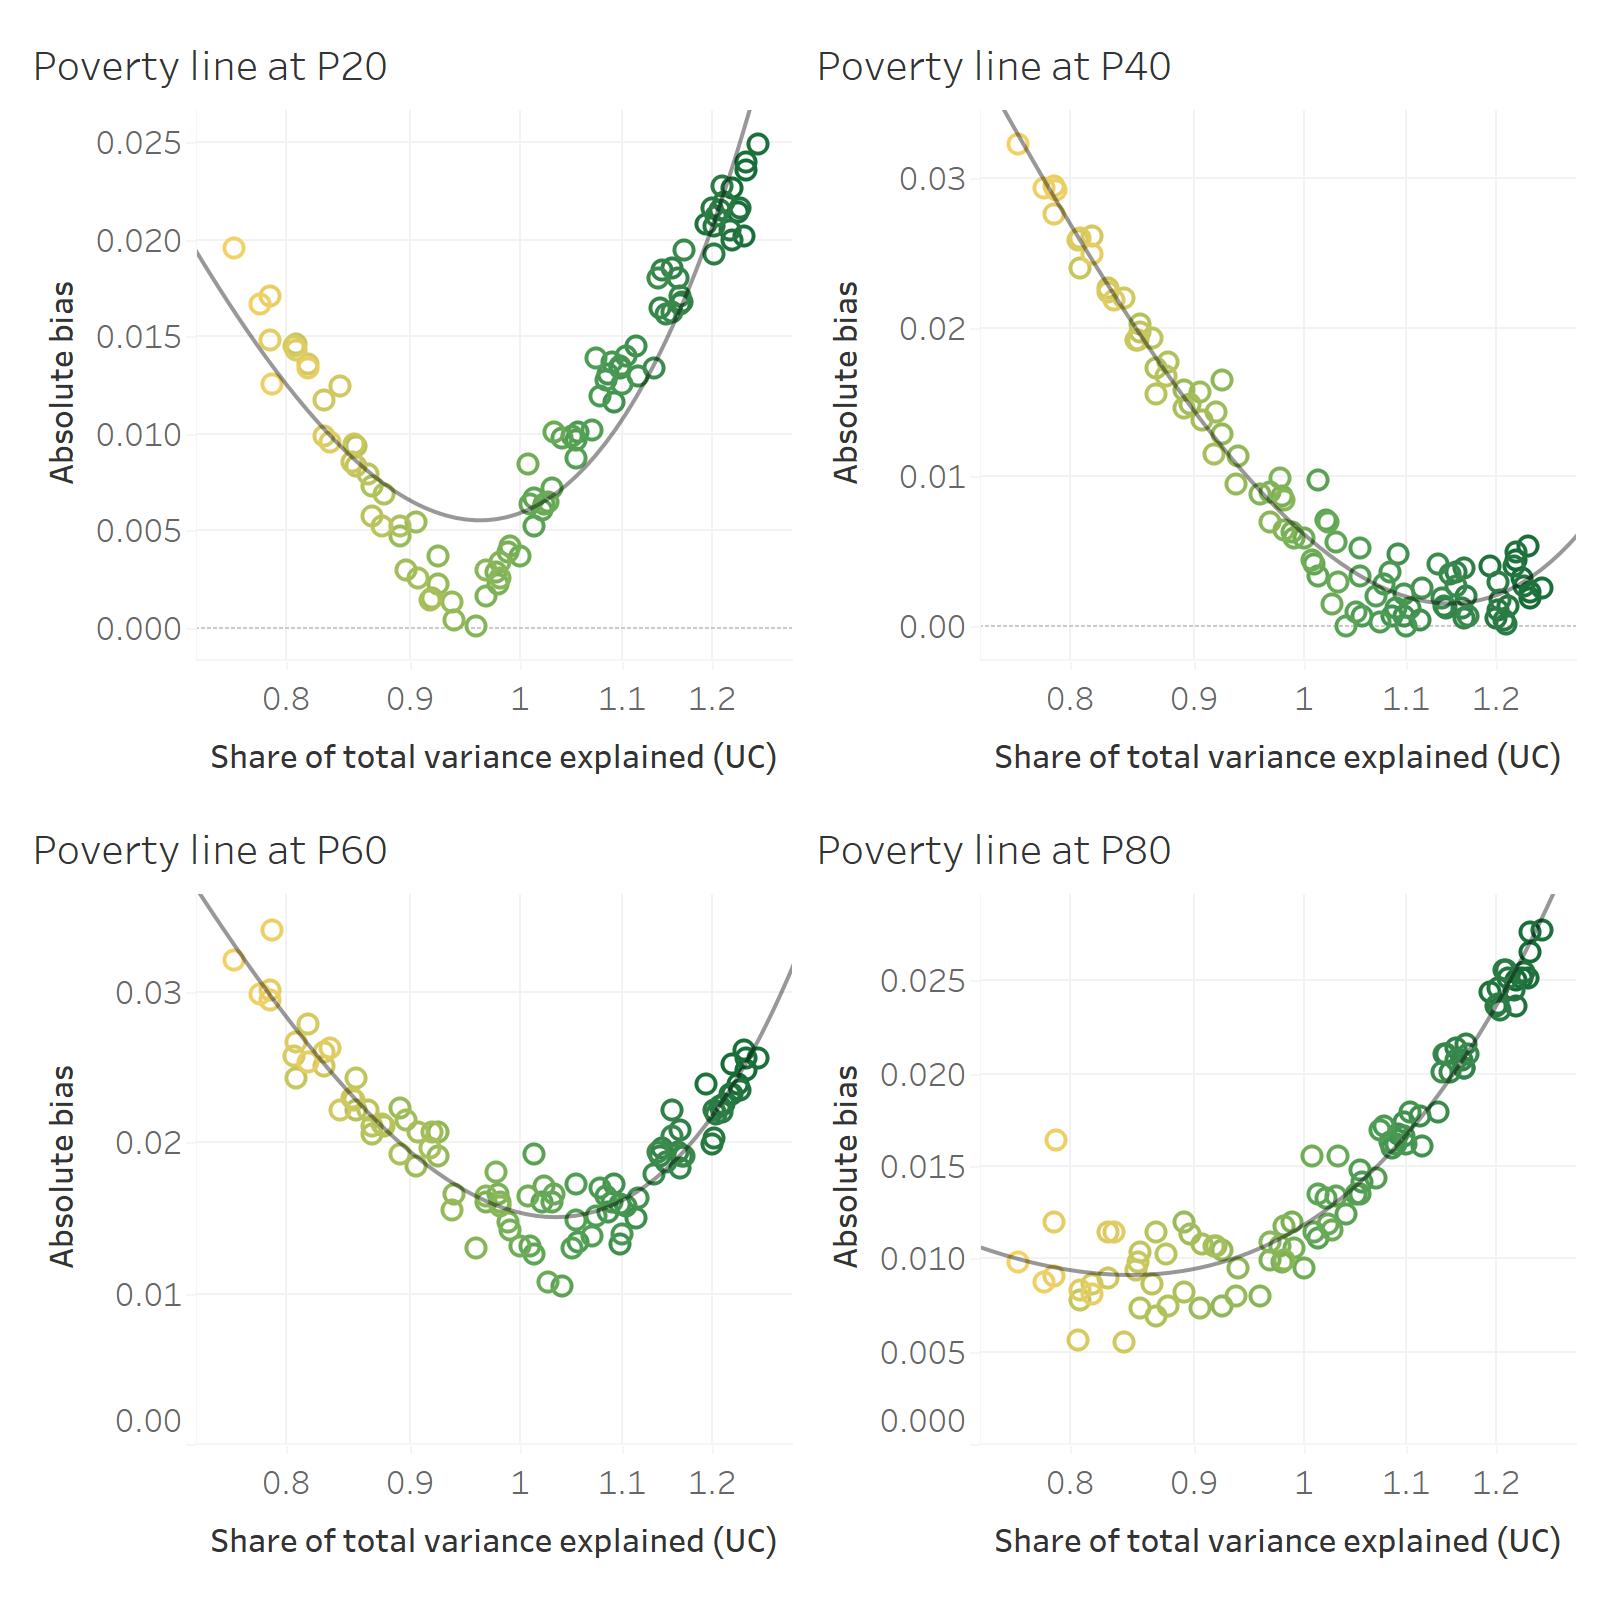 Poverty line at P20
Absolute bias
0.025
0.020
0.015
0.010
0.005
0.000
0.8 0.9 1 1.1 1.2
Share of total variance explained (UC)
Poverty line at P40
Absolute bias
0.03
0.02
0.01
0.00
0.8 0.9 1 1.1 1.2
Share of total variance explained (UC)
Poverty line at P60
Absolute bias
0.03
0.02
0.01
0.00
0.8 0.9 1 1.1 1.2
Share of total variance explained (UC)
Poverty line at P80
Absolute bias
0.025
0.020
0.015
0.010
0.005
0.000
0.8 0.9 1 1.1 1.2
Share of total variance explained (UC)